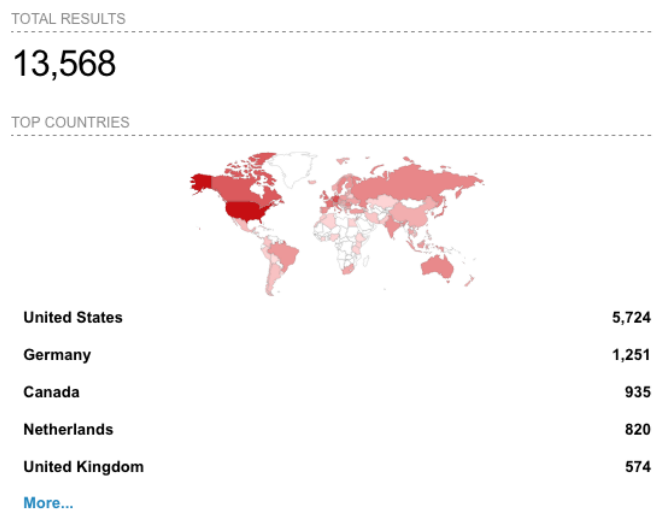 TOTAL RESULTS
13,568
TOP COUNTRIES
United States 5,724
Germany 1,251
Canada 935
Netherlands 820
United Kingdom 574
More...